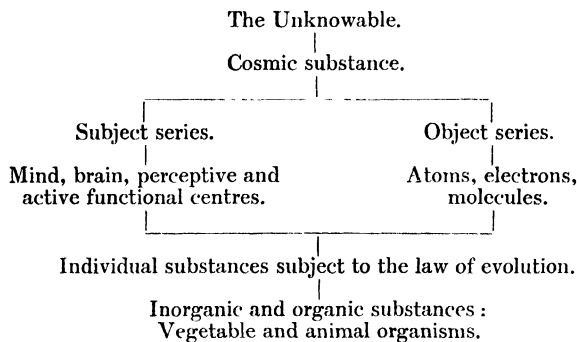 The Unknowable.
Cosmic substance.
Subject series.
Object series.
Mind, brain, perceptive and
active functional centres.
Atoms, electrons,
molecules.
Individual substances subject to the law of evolution.
Inorganic and organic substances :
Vegetable and animal organisms.